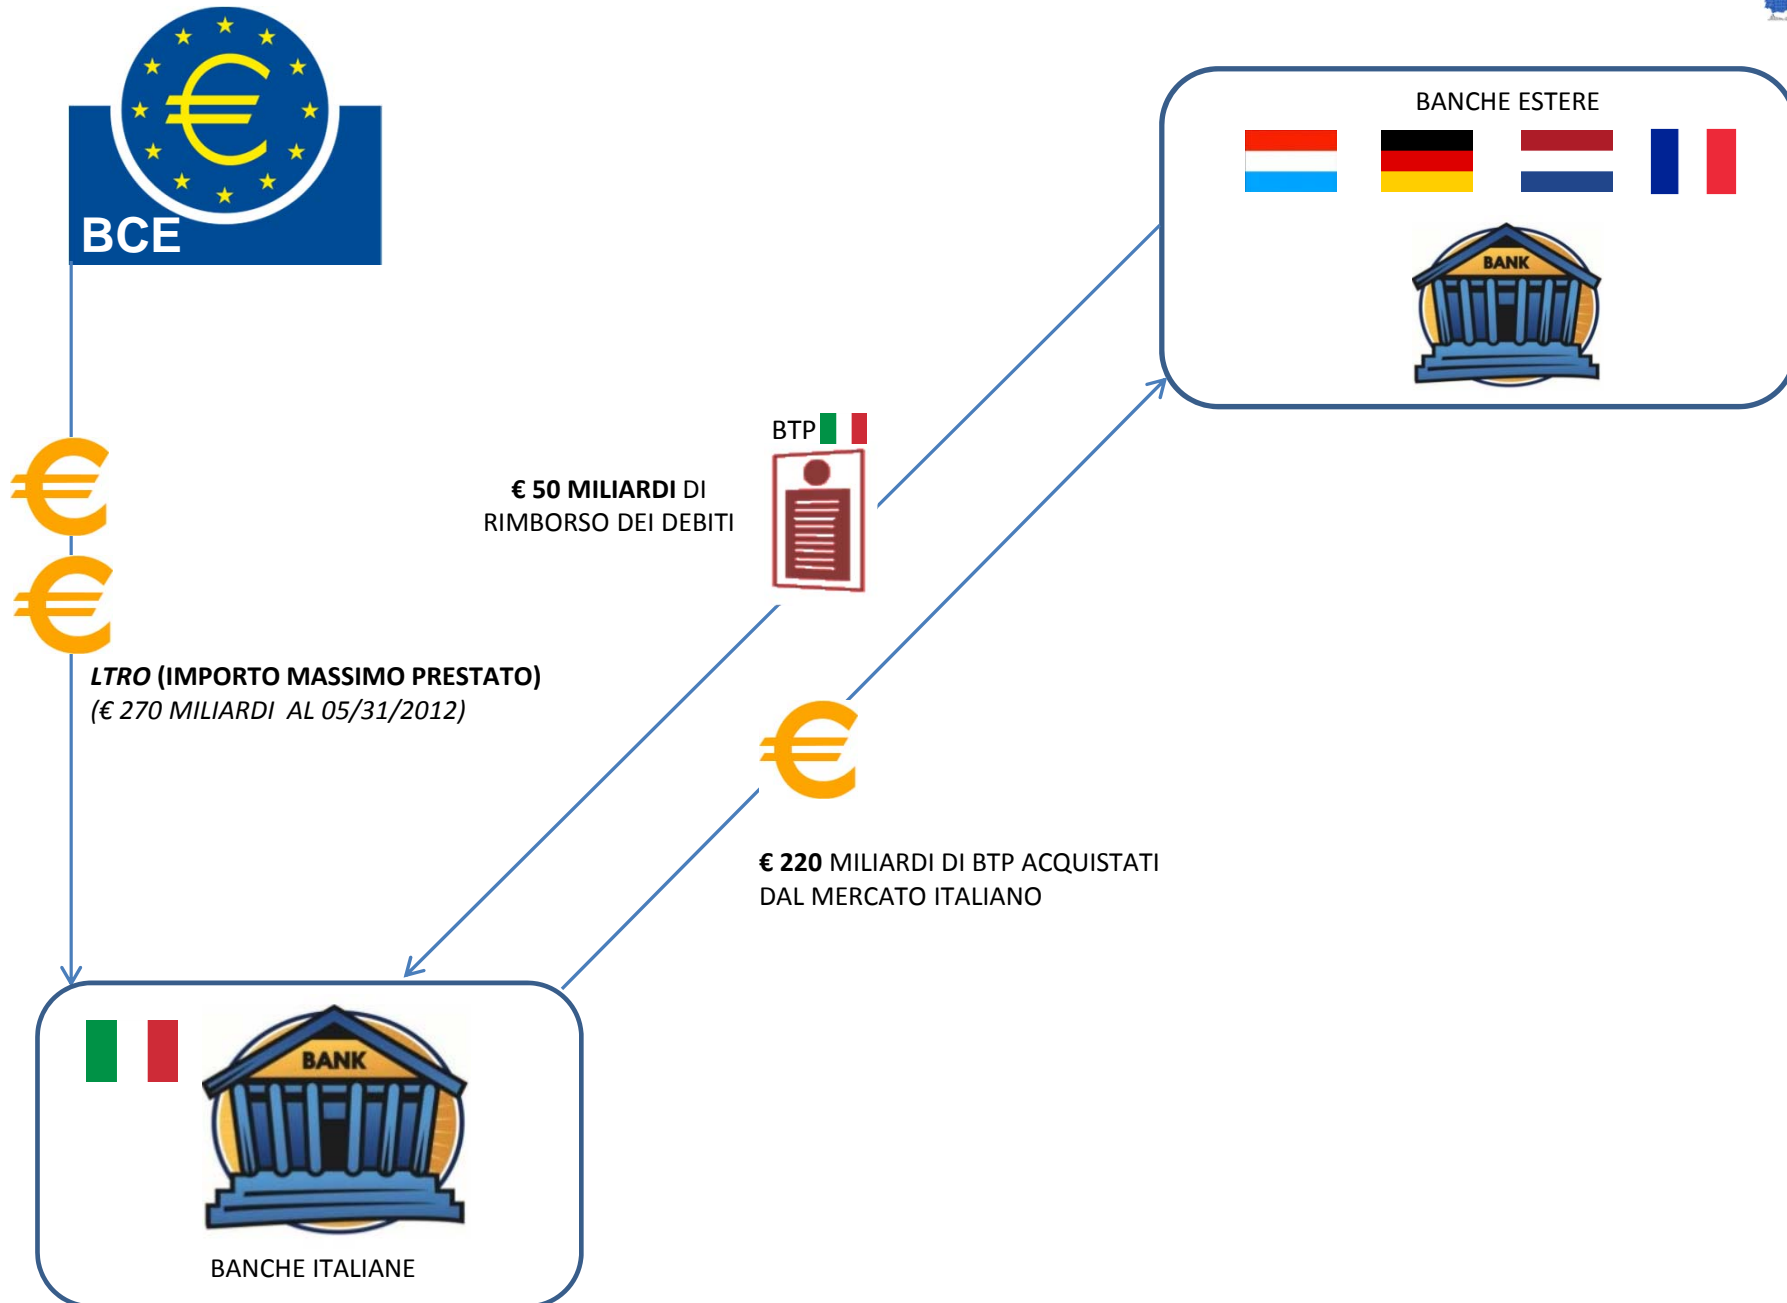 BCE
BANCHE ESTERE
BANK
BTP
€ 50 MILIARDI DI
RIMBORSO DEI DEBITI
LTRO (IMPORTO MASSIMO PRESTATO)
(€ 270 MILIARDI AL 05/31/2012)
€ 220 MILIARDI DI BTP ACQUISTATI
DAL MERCATO ITALIANO
BANK
BANCHE ITALIANE